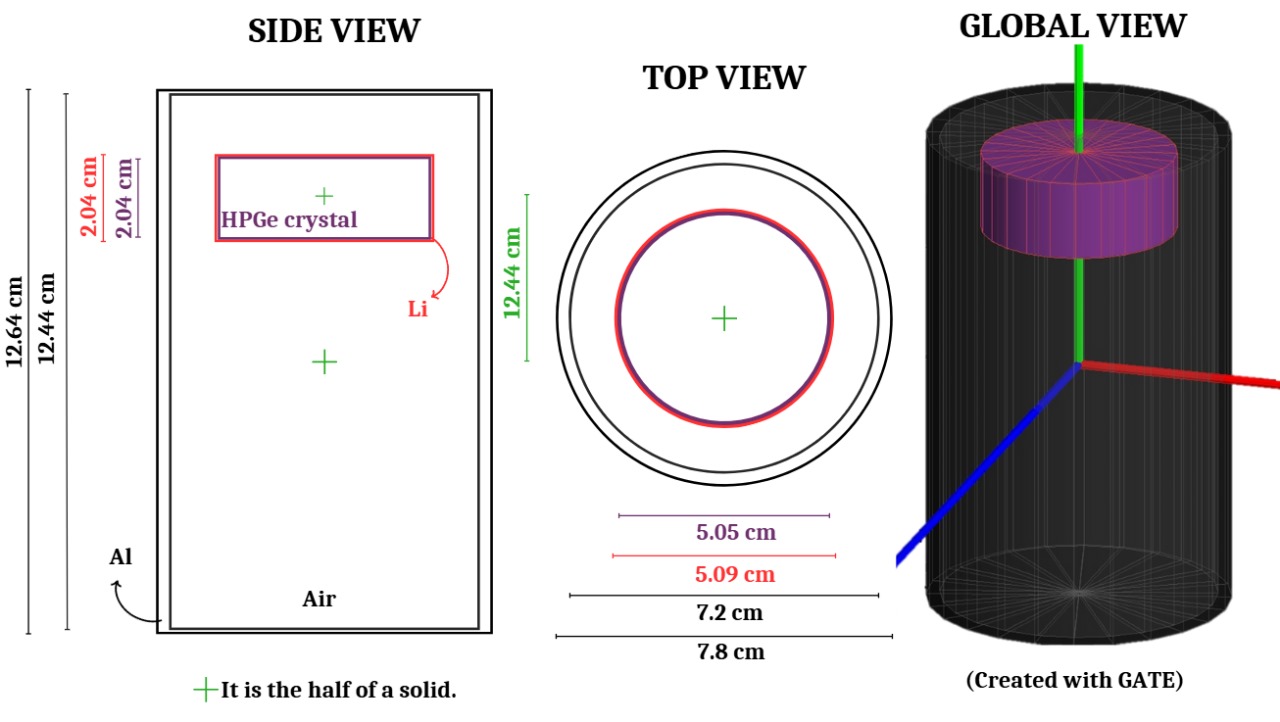 SIDE VIEW
12.64 cm
12.44 cm
2.04 cm
2.04 cm
HPGe crystal
Li
Al
Air
It is the half of a solid.
TOP VIEW
12.44 cm
5.05 cm
5.09 cm
7.2 cm
7.8 cm
GLOBAL VIEW
(Created with GATE)